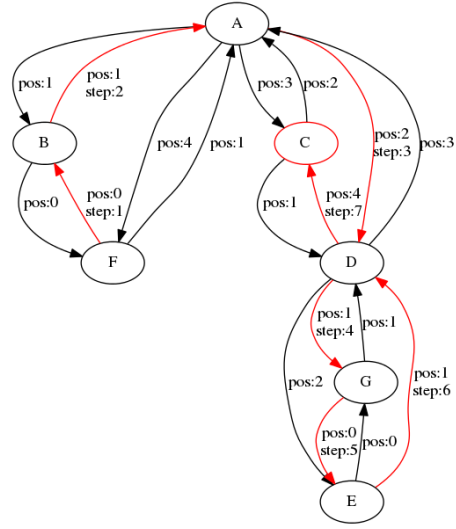 A
pos:1
pos:1
step:2
pos:3
pos:2
B
C
pos:4
pos:1
pos:2
step:3
pos:3
pos:0
pos:0
step:1
pos:1
pos:4
step:7
F
D
pos:1
step:4
pos:1
pos:2
G
pos:1
step:6
pos:0
step:5
pos:0
E